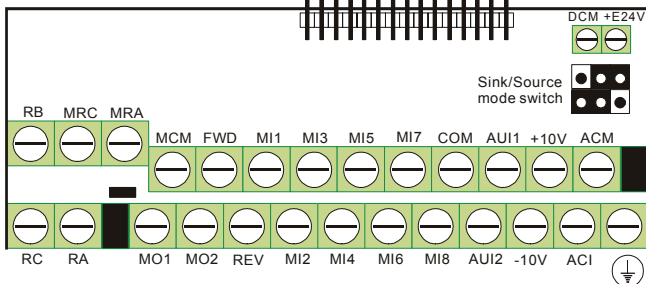 DCM +E24V
Sink/Source
mode switch
RB MRC MRA
MCM FWD MI1 MI3 MI5 MI7 COM AUI1 +10V ACM
RC RA MO1 MO2 REV MI2 MI4 MI6 MI8 AUI2 -10V ACI